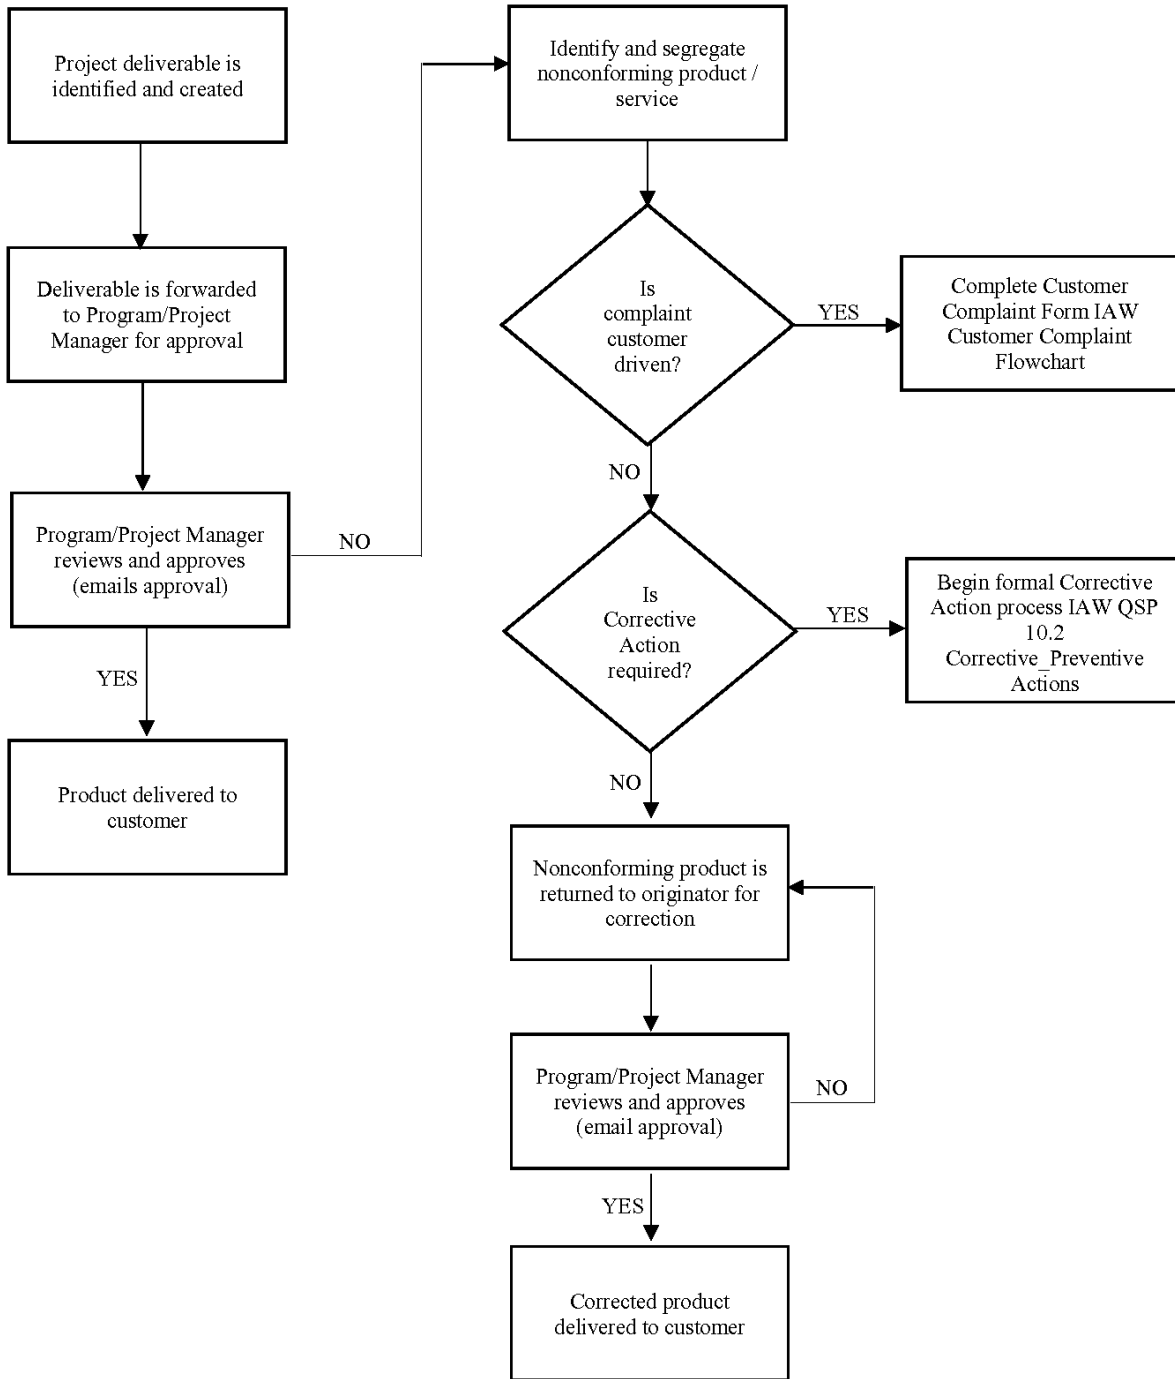 Project deliverable is
identified and created
Deliverable is forwarded
to Program/Project
Manager for approval
Program/Project Manager
reviews and approves
(emails approval)
NO
YES
Product delivered to
customer
Identify and segregate
nonconforming product /
service
Is
complaint
customer
driven?
YES
Complete Customer
Complaint Form IAW
Customer Complaint
Flowchart
NO
Is
Corrective
Action
required?
YES
Begin formal Corrective
Action process IAW QSP
10.2
Corrective_Preventive
Actions
NO
Nonconforming product is
returned to originator for
correction
Program/Project Manager
reviews and approves
(email approval)
NO
YES
Corrected product
delivered to customer